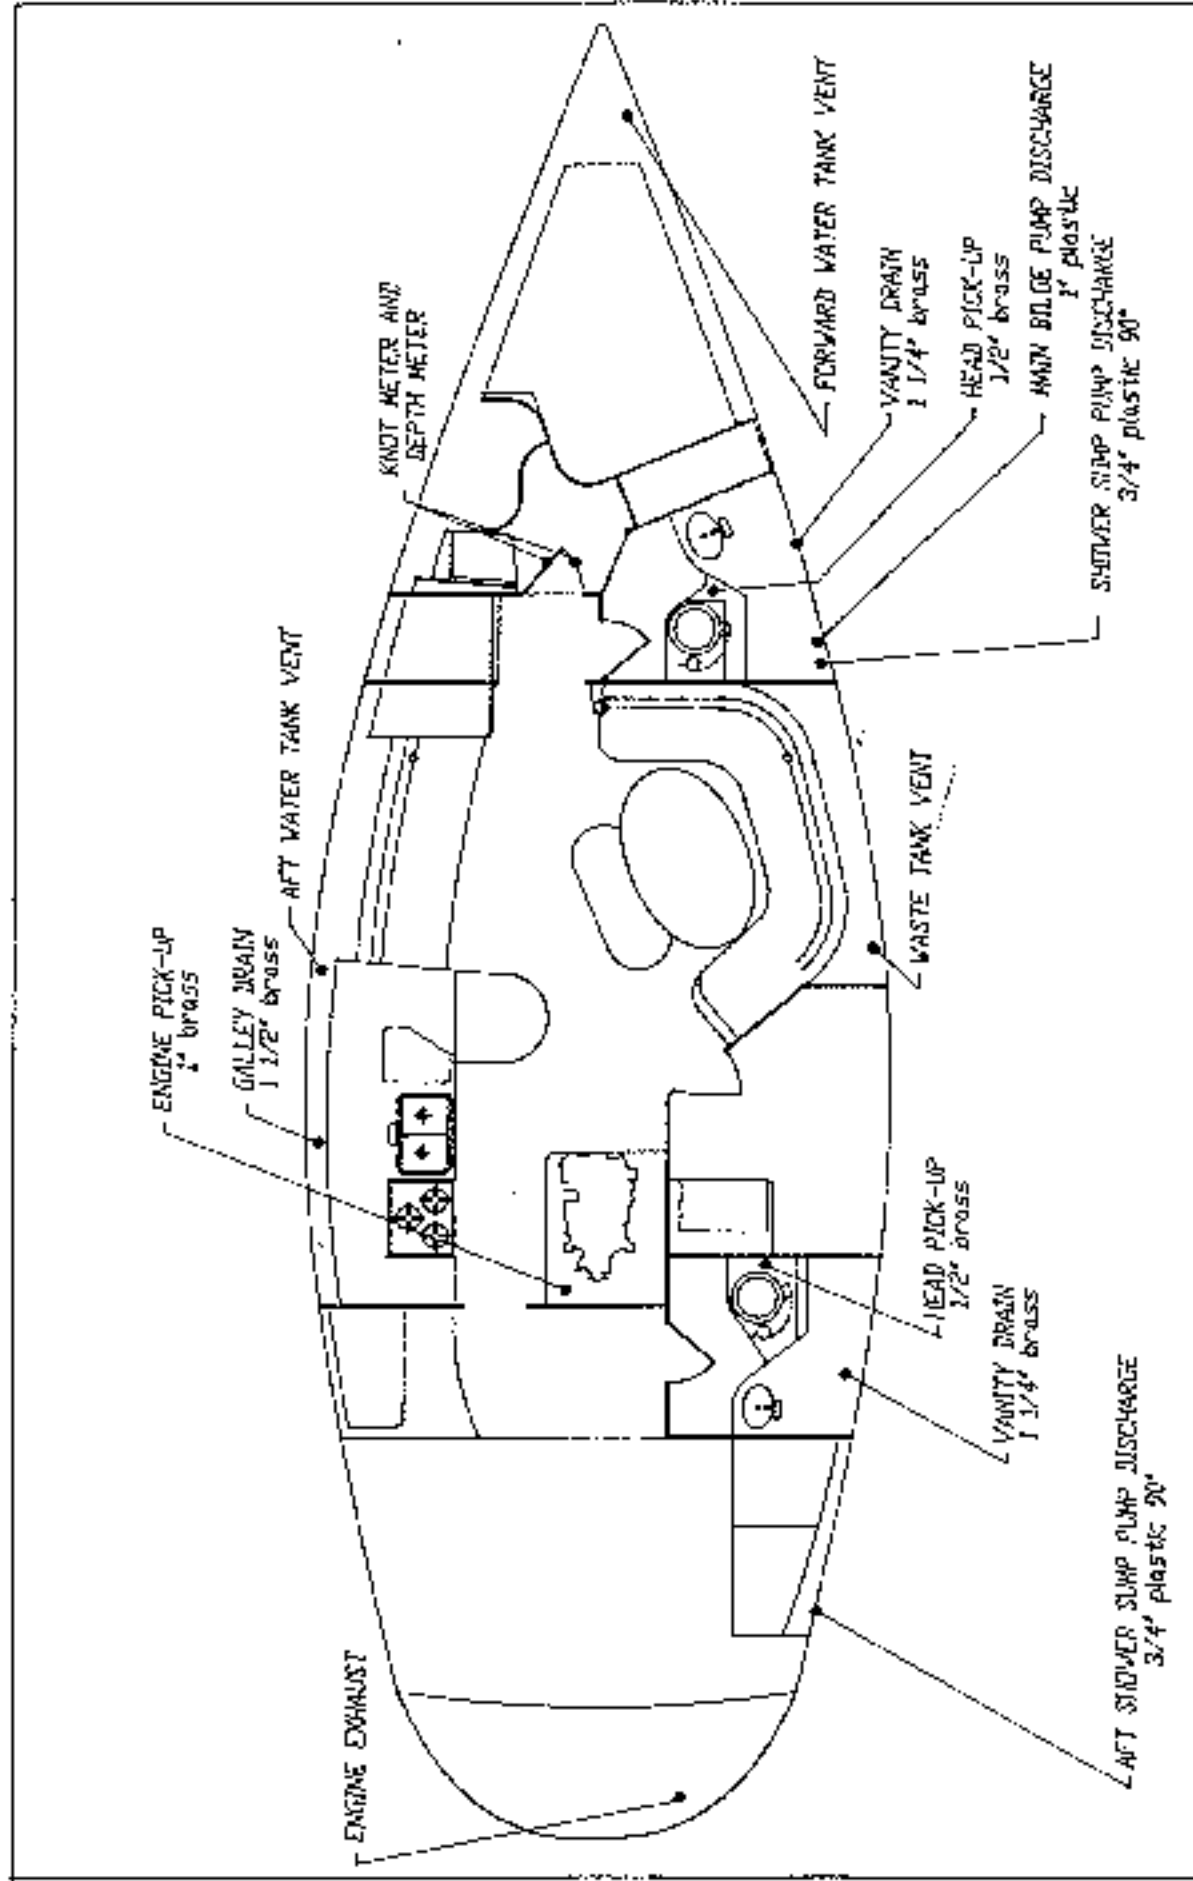 ENGINE PICK-UP
1" brass
GALLEY DRAIN
1 1/2" brass
AFT WATER TANK VENT
KNOT METER AND
DEPTH METER
ENGINE EXHAUST
FORWARD WATER TANK VENT
VANITY DRAIN
1 1/4" brass
HEAD PICK-UP
1/2" brass
MAIN BILGE PUMP DISCHARGE
1" plastic
SHOWER SUMP PUMP DISCHARGE
3/4" plastic 90°
WASTE TANK VENT
HEAD PICK-UP
1/2" brass
VANITY DRAIN
1 1/4" brass
AFT SHOWER SUMP PUMP DISCHARGE
3/4" plastic 90°